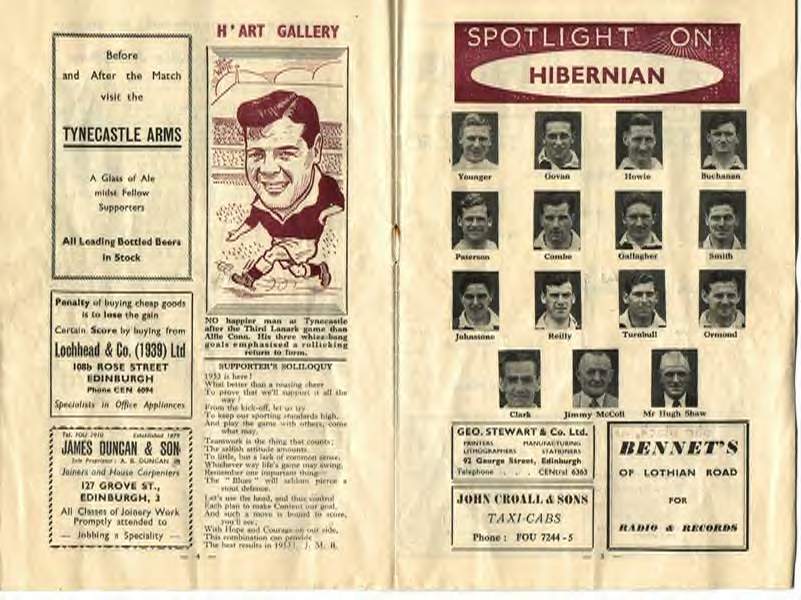 Before
and After the Match
visit the
TYNECASTLE ARMS
A Glass of Ale
midst Fellow
Supporters
All Leading Bottled Beers
in Stock
Penalty of buying cheap goods
is to lose the gain
Certain Score by buying from
Lochhead & Co. (1939) Ltd
108b ROSE STREET
EDINBURGH
Phone CEN 6094
Specialists in Office Appliances
Tel. FOU 2910 Established 1879
JAMES DUNCAN & SON
Sole Proprietor: A. B. DUNCAN
Joiners and House Carpenters
127 GROVE ST.,
EDINBURGH, 3
All Classes of Joinery Work
Promptly attended to
— Jobbing a Speciality —
H'ART GALLERY
NO happier man at Tynecastle
after the Third Lanark game than
Alfie Conn. His three whizz-bang
goals emphasised a rollicking
return to form.
SUPPORTER'S SOLILOQUY
1953 is here!
What better than a rousing cheer
To prove that we'll support it all the
way!
From the kick-off, let us try
To keep our sporting standards high,
And play the game with others, come
what may.
Teamwork is the thing that counts;
The selfish attitude amounts
To little, but a lack of common sense.
Whichever way life's game may swing,
Remember one important thing—
The "Blues" will seldom pierce a
stout defence.
Let's use the head, and thus control
Each plan to make Content our goal,
And such a move is bound to score,
you'll see.
With Hope and Courage on our side,
This combination can provide
The best results in 1953! J. M. R.
— 4 —
SPOTLIGHT ON
HIBERNIAN
Younger Govan Howie Buchanan
Paterson Combe Gallagher Smith
Johnstone Reilly Turnbull Ormond
Clark Jimmy McColl Mr Hugh Shaw
GEO. STEWART & Co. Ltd.
PRINTERS MANUFACTURING
LITHOGRAPHERS STATIONERS
92 George Street, Edinburgh
Telephone . . . CENtral 6363
JOHN CROALL & SONS
TAXI-CABS
Phone : FOU 7244-5
BENNET'S
OF LOTHIAN ROAD
FOR
RADIO & RECORDS
— 5 —